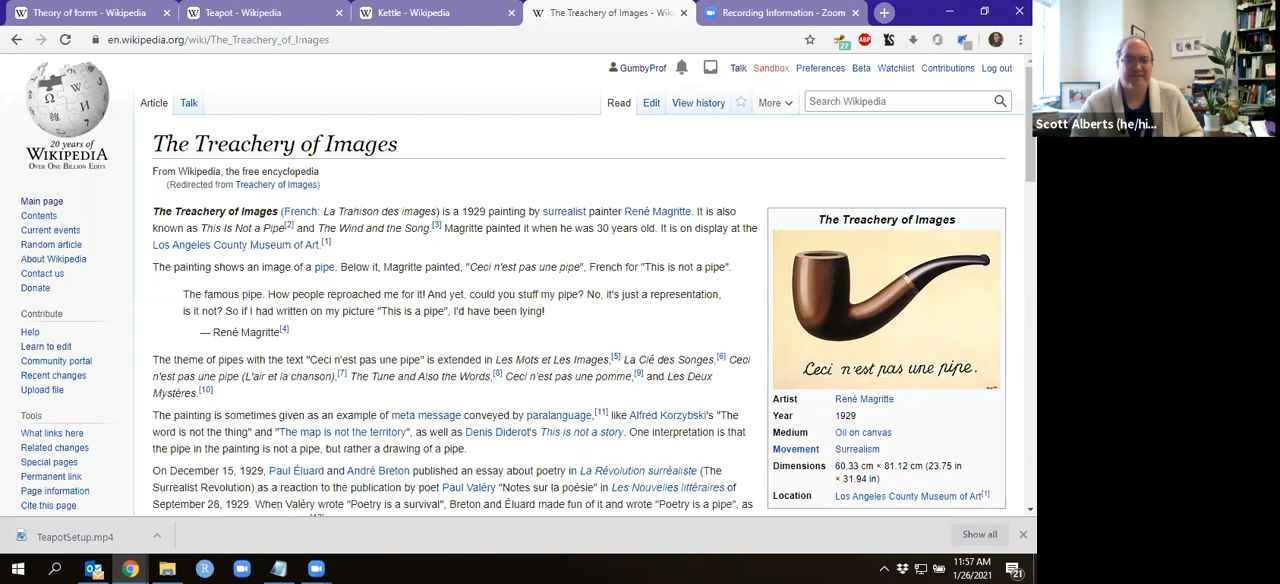 Theory of forms - Wikipedia
Teapot - Wikipedia
Kettle - Wikipedia
The Treachery of Images - Wiki
Recording Information - Zoom
en.wikipedia.org/wiki/The_Treachery_of_Images
27
ABP
Scott Alberts (he/hi...
GumbyProf Talk Sandbox Preferences Beta Watchlist Contributions Log out
Article Talk Read Edit View history More Search Wikipedia
20 years of
WIKIPEDIA
OVER ONE BILLION EDITS
Main page
Contents
Current events
Random article
About Wikipedia
Contact us
Donate
Contribute
Help
Learn to edit
Community portal
Recent changes
Upload file
Tools
What links here
Related changes
Special pages
Permanent link
Page information
Cite this page
The Treachery of Images
From Wikipedia, the free encyclopedia
(Redirected from Treachery of Images)
The Treachery of Images (French: La Trahison des images) is a 1929 painting by surrealist painter René Magritte. It is also
known as This Is Not a Pipe[2] and The Wind and the Song.[3] Magritte painted it when he was 30 years old. It is on display at the
Los Angeles County Museum of Art.[1]
The painting shows an image of a pipe. Below it, Magritte painted, "Ceci n'est pas une pipe", French for "This is not a pipe".
The famous pipe. How people reproached me for it! And yet, could you stuff my pipe? No, it's just a representation,
is it not? So if I had written on my picture "This is a pipe", I'd have been lying!
— René Magritte[4]
The theme of pipes with the text "Ceci n'est pas une pipe" is extended in Les Mots et Les Images,[5] La Clé des Songes,[6] Ceci
n'est pas une pipe (L'air et la chanson),[7] The Tune and Also the Words,[8] Ceci n'est pas une pomme,[9] and Les Deux
Mystères.[10]
The painting is sometimes given as an example of meta message conveyed by paralanguage,[11] like Alfred Korzybski's "The
word is not the thing" and "The map is not the territory", as well as Denis Diderot's This is not a story. One interpretation is that
the pipe in the painting is not a pipe, but rather a drawing of a pipe.
On December 15, 1929, Paul Éluard and André Breton published an essay about poetry in La Révolution surréaliste (The
Surrealist Revolution) as a reaction to the publication by poet Paul Valéry "Notes sur la poésie" in Les Nouvelles littéraires of
September 28, 1929. When Valéry wrote "Poetry is a survival", Breton and Éluard made fun of it and wrote "Poetry is a pipe", as
The Treachery of Images
Ceci n'est pas une pipe.
Artist René Magritte
Year 1929
Medium Oil on canvas
Movement Surrealism
Dimensions 60.33 cm × 81.12 cm (23.75 in
× 31.94 in)
Location Los Angeles County Museum of Art[1]
TeapotSetup.mp4
Show all
11:57 AM
1/26/2021
21